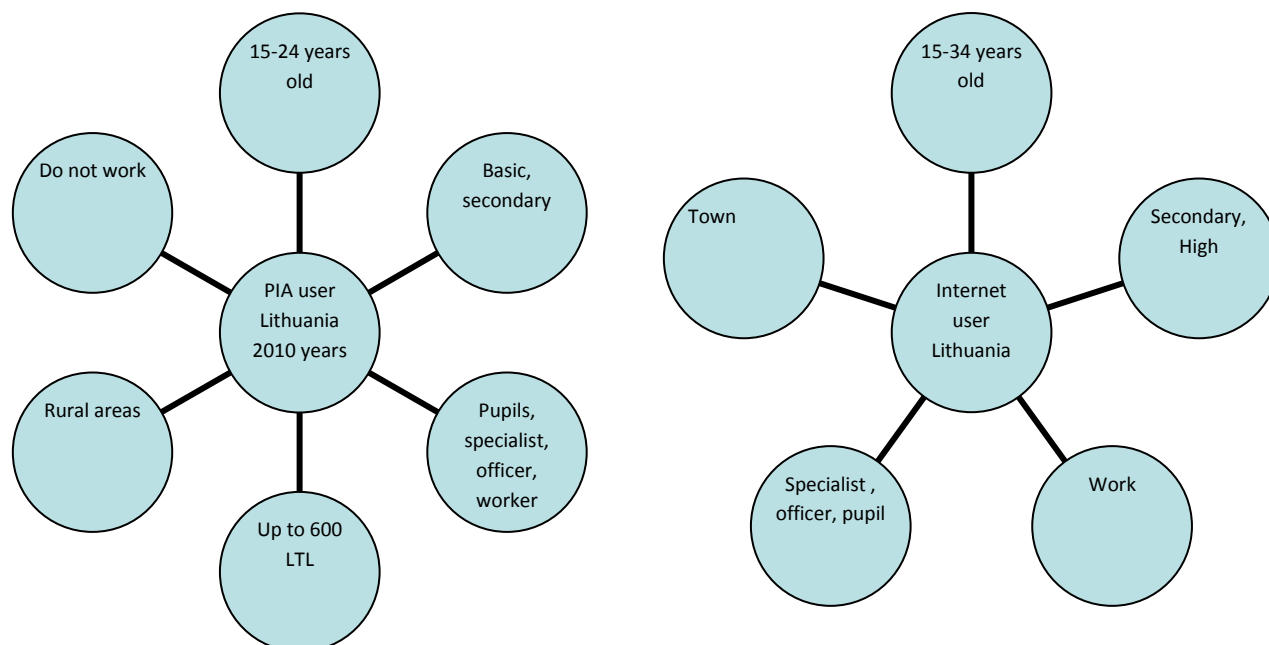 15-24 years
old
Basic,
secondary
Pupils,
specialist,
officer,
worker
Up to 600
LTL
Rural areas
Do not work
PIA user
Lithuania
2010 years
15-34 years
old
Secondary,
High
Work
Specialist ,
officer, pupil
Town
Internet
user
Lithuania